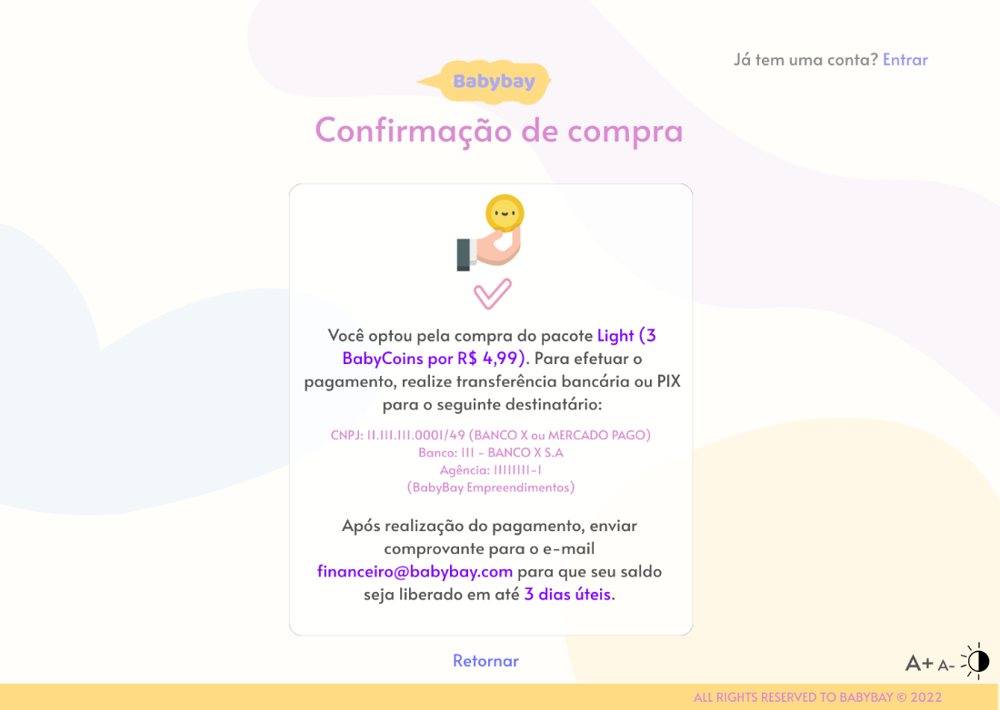 Já tem uma conta? Entrar
Babybay
Confirmação de compra
Você optou pela compra do pacote Light (3
BabyCoins por R$ 4,99). Para efetuar o
pagamento, realize transferência bancária ou PIX
para o seguinte destinatário:
CNPJ: 11.111.111.0001/49 (BANCO X ou MERCADO PAGO)
Banco: 111 - BANCO X S.A
Agência: 11111111-1
(BabyBay Empreendimentos)
Após realização do pagamento, enviar
comprovante para o e-mail
financeiro@babybay.com para que seu saldo
seja liberado em até 3 dias úteis.
Retornar
A+ A-
ALL RIGHTS RESERVED TO BABYBAY © 2022